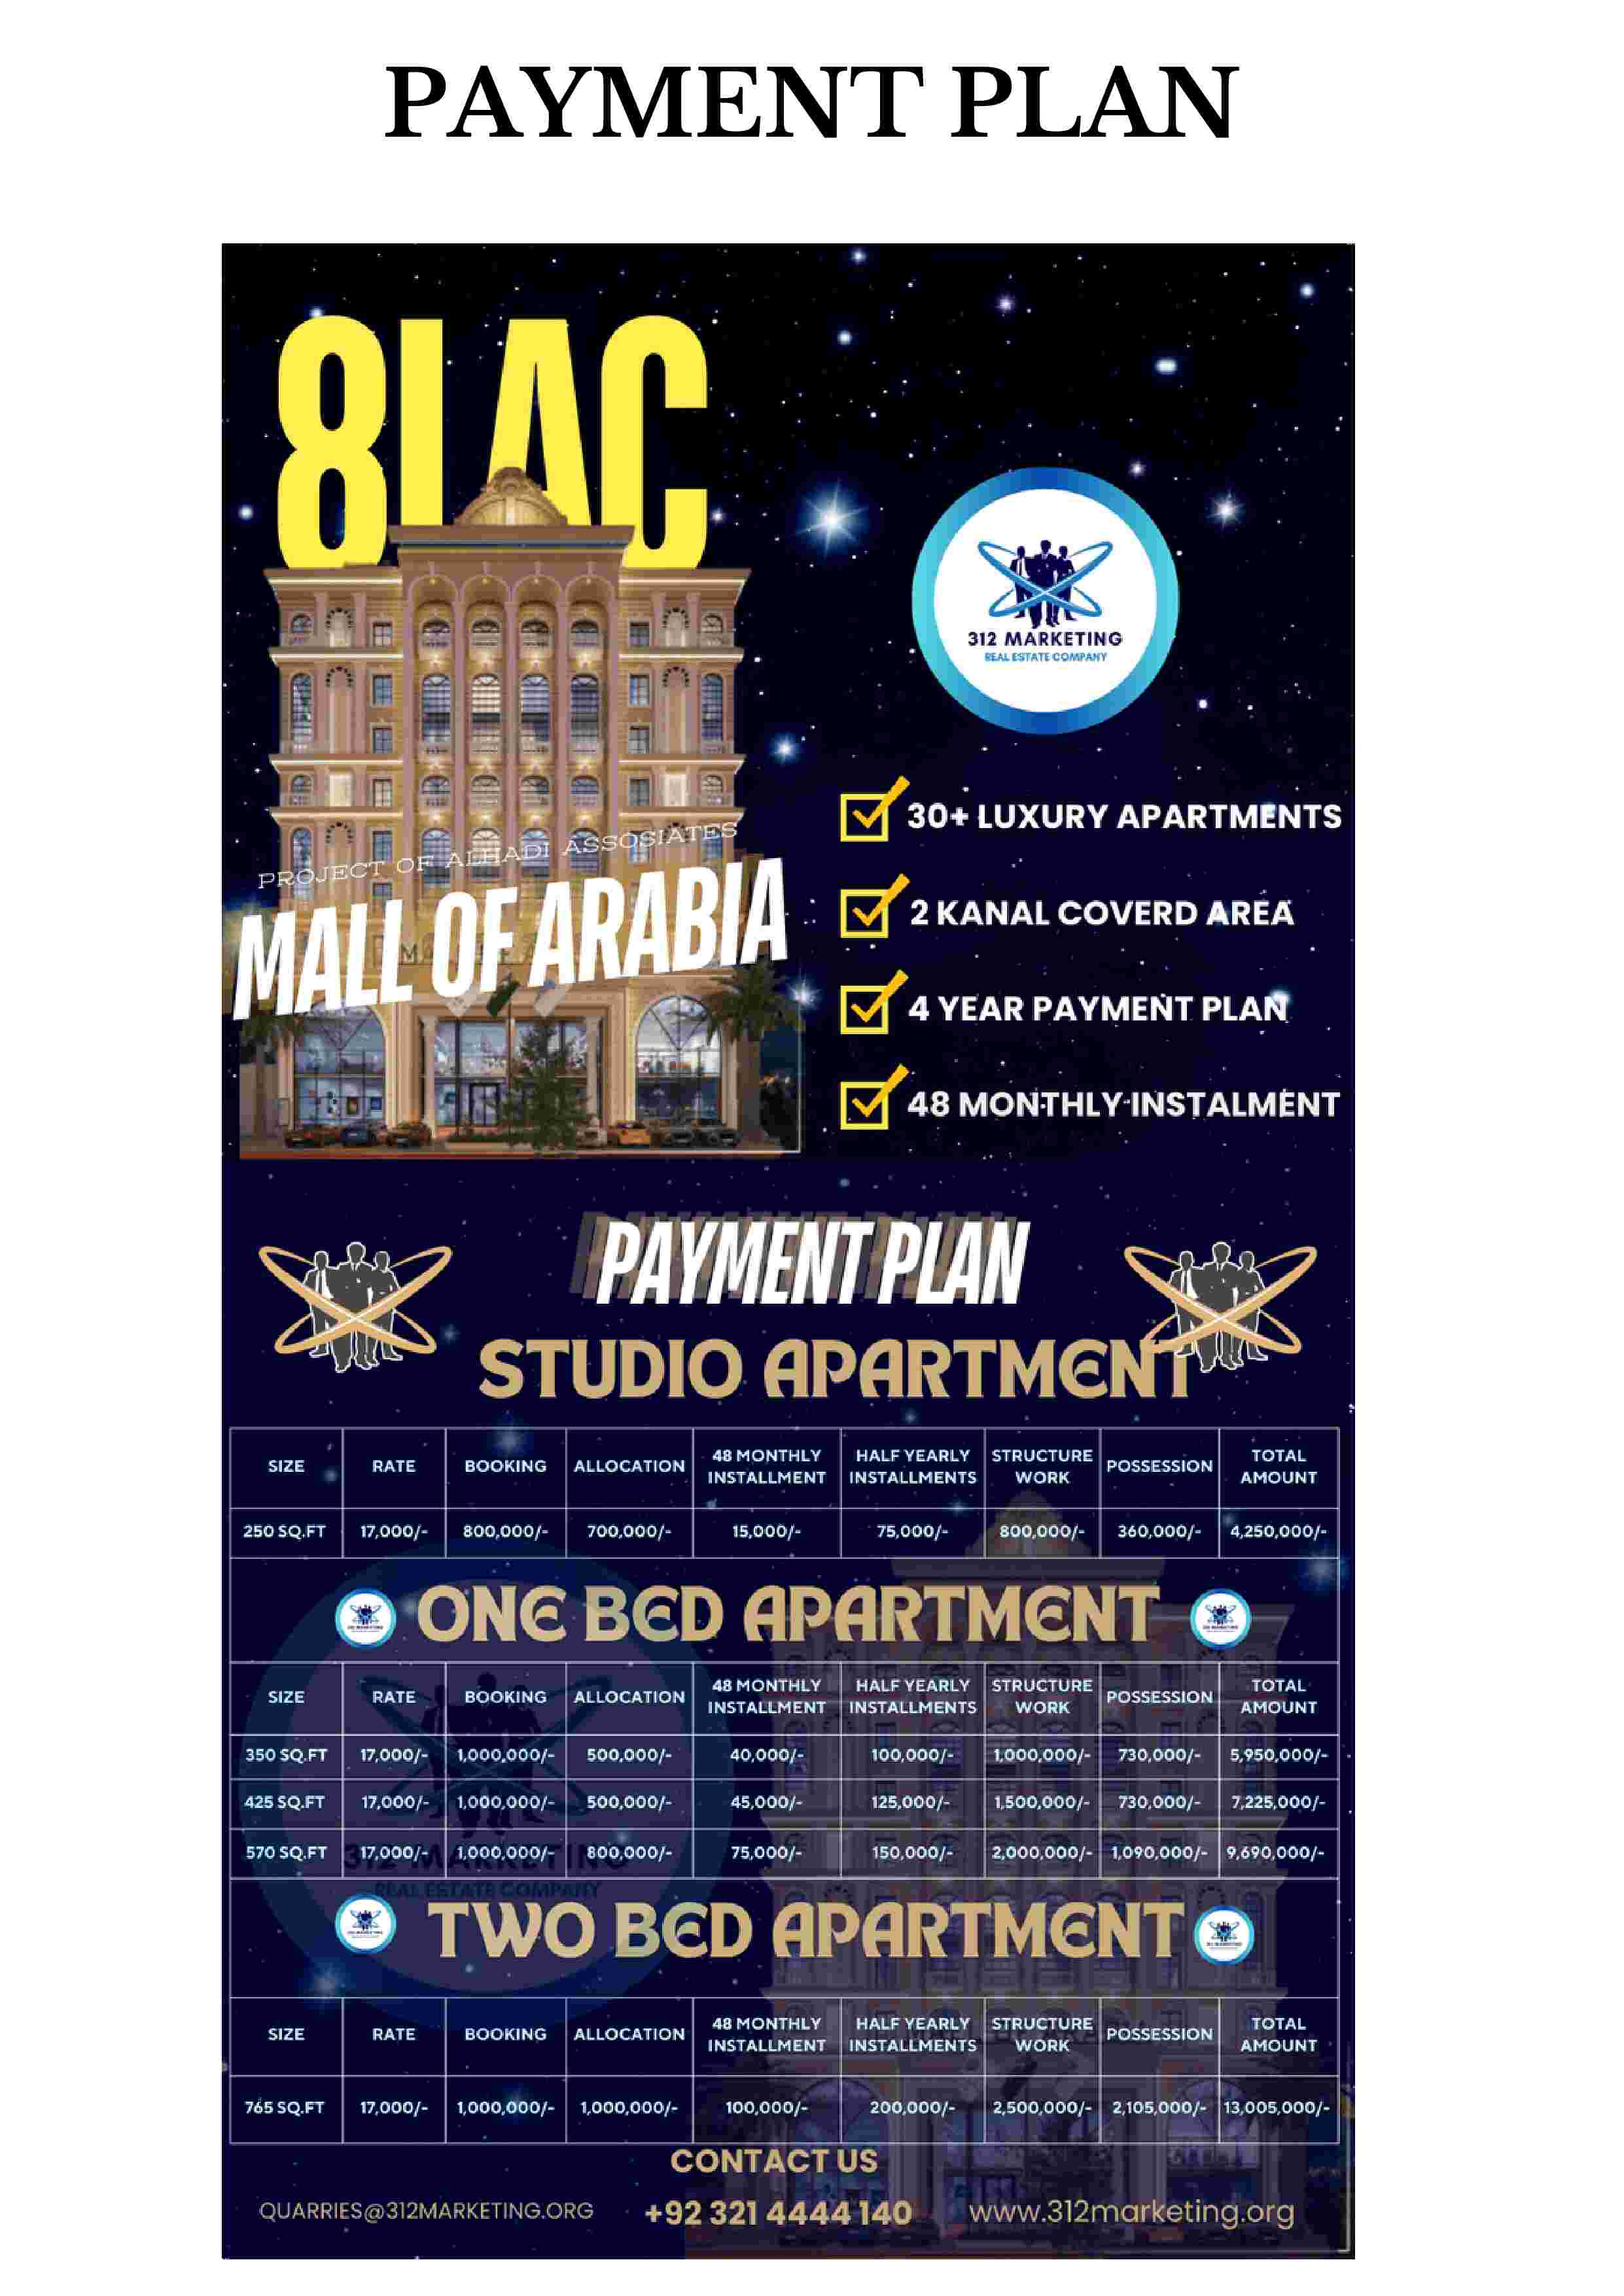 PAYMENT PLAN
8LAC
312 MARKETING
REAL ESTATE COMPANY
30+ LUXURY APARTMENTS
PROJECT OF ALHADI ASSOSIATES
MALL OF ARABIA
2 KANAL COVERD AREA
4 YEAR PAYMENT PLAN
48 MONTHLY INSTALMENT
PAYMENT PLAN
STUDIO APARTMENT
SIZE RATE BOOKING ALLOCATION 48 MONTHLY INSTALLMENT HALF YEARLY INSTALLMENTS STRUCTURE WORK POSSESSION TOTAL AMOUNT
250 SQ.FT 17,000/- 800,000/- 700,000/- 15,000/- 75,000/- 800,000/- 360,000/- 4,250,000/-
ONE BED APARTMENT
SIZE RATE BOOKING ALLOCATION 48 MONTHLY INSTALLMENT HALF YEARLY INSTALLMENTS STRUCTURE WORK POSSESSION TOTAL AMOUNT
350 SQ.FT 17,000/- 1,000,000/- 500,000/- 40,000/- 100,000/- 1,000,000/- 730,000/- 5,950,000/-
425 SQ.FT 17,000/- 1,000,000/- 500,000/- 45,000/- 125,000/- 1,500,000/- 730,000/- 7,225,000/-
570 SQ.FT 17,000/- 1,000,000/- 800,000/- 75,000/- 150,000/- 2,000,000/- 1,090,000/- 9,690,000/-
312 MARKETING
REAL ESTATE COMPANY
TWO BED APARTMENT
SIZE RATE BOOKING ALLOCATION 48 MONTHLY INSTALLMENT HALF YEARLY INSTALLMENTS STRUCTURE WORK POSSESSION TOTAL AMOUNT
765 SQ.FT 17,000/- 1,000,000/- 1,000,000/- 100,000/- 200,000/- 2,500,000/- 2,105,000/- 13,005,000/-
CONTACT US
QUARRIES@312MARKETING.ORG +92 321 4444 140 www.312marketing.org